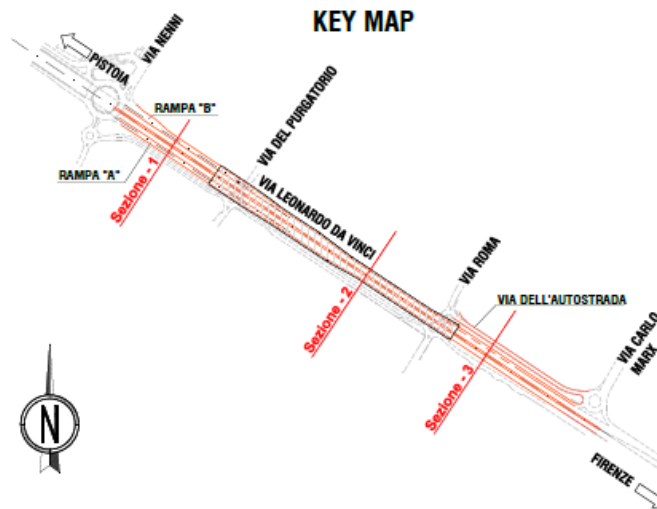 KEY MAP
PISTOIA
VIA NENNI
RAMPA "B"
VIA DEL PURGATORIO
RAMPA "A"
Sezione - 1
VIA LEONARDO DA VINCI
VIA ROMA
Sezione - 2
VIA DELL'AUTOSTRADA
VIA CARLO
MARX
Sezione - 3
N
FIRENZE